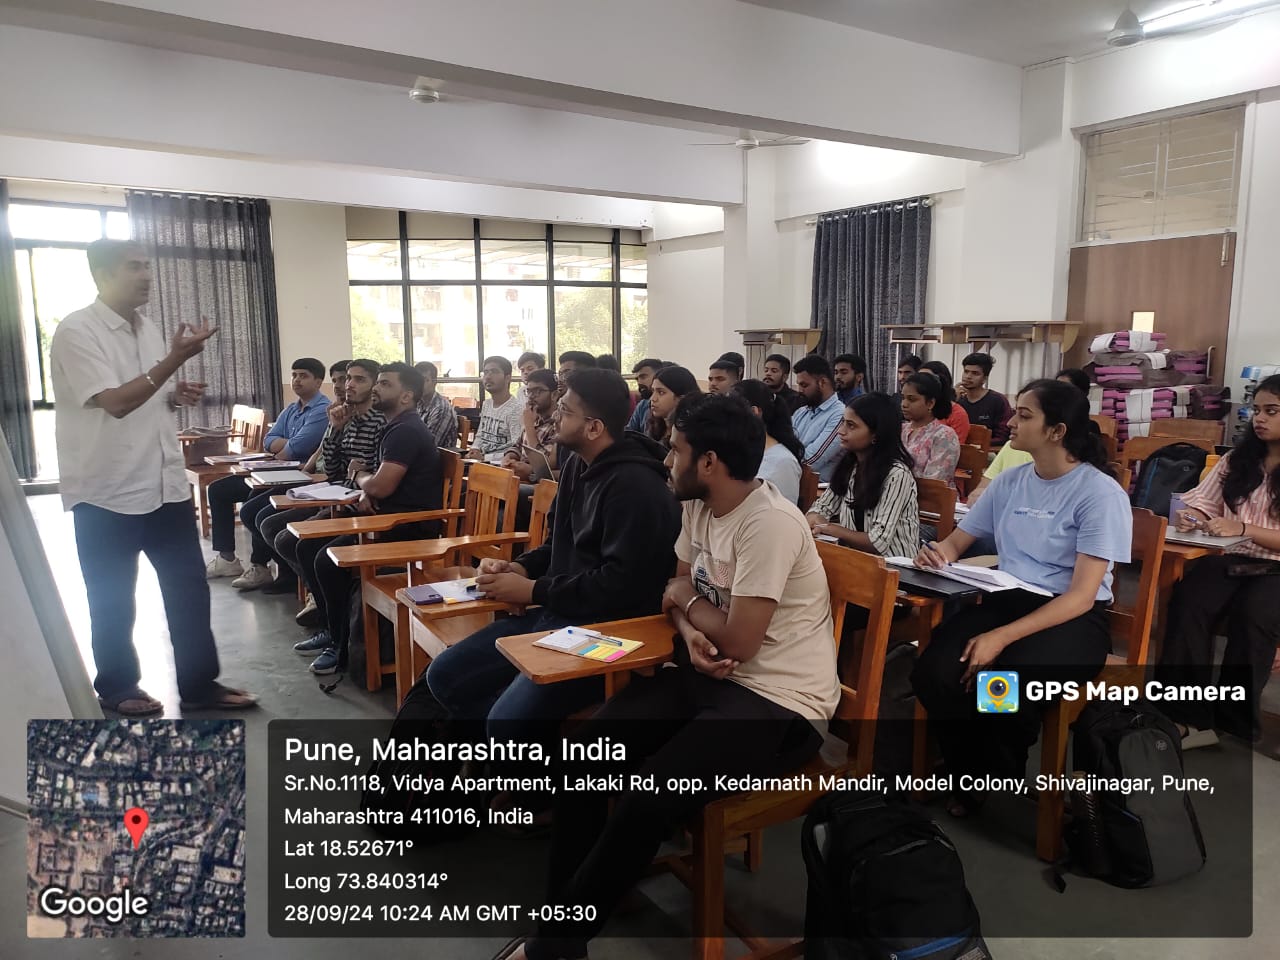 GPS Map Camera
Pune, Maharashtra, India
Sr.No.1118, Vidya Apartment, Lakaki Rd, opp. Kedarnath Mandir, Model Colony, Shivajinagar, Pune,
Maharashtra 411016, India
Lat 18.52671°
Long 73.840314°
28/09/24 10:24 AM GMT +05:30
Google